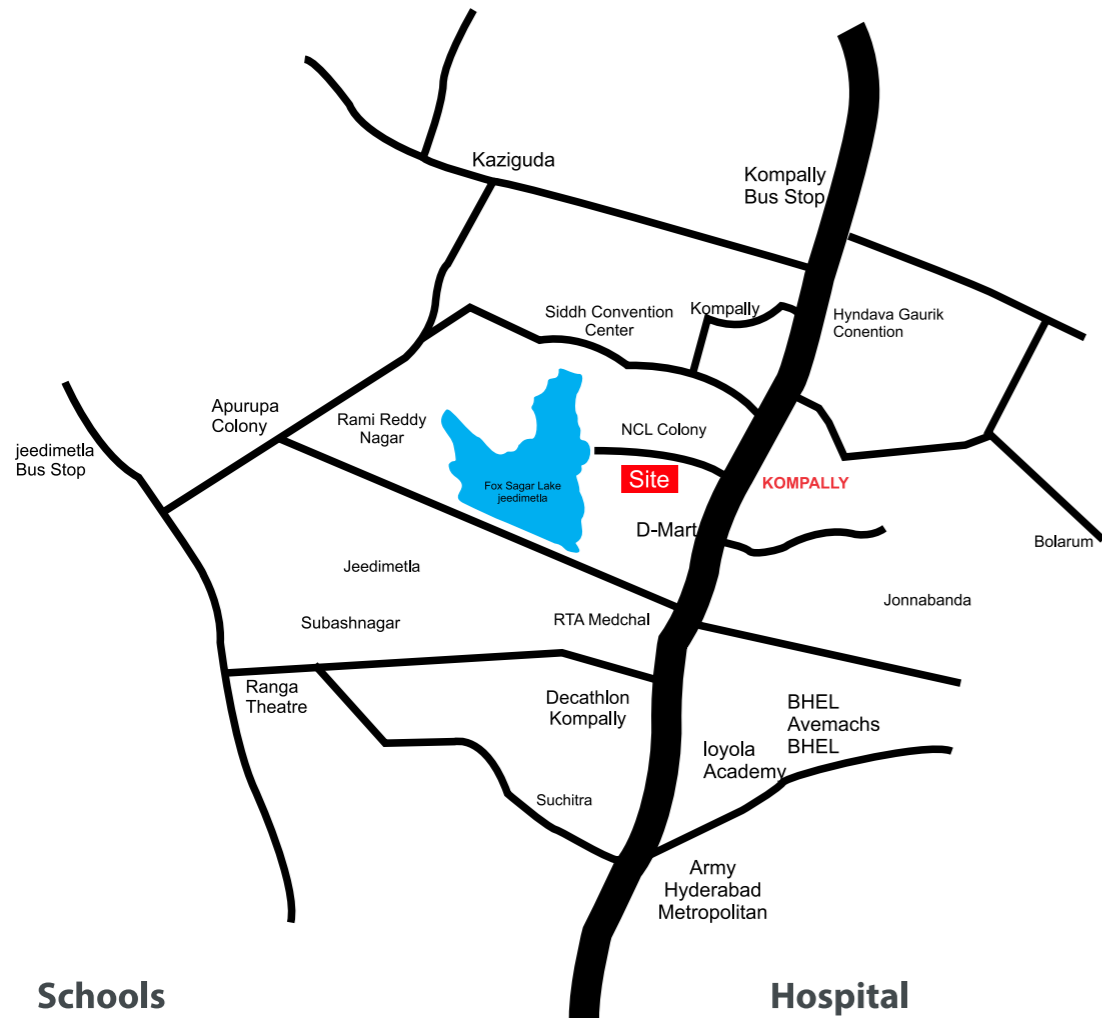 Kaziguda
Kompally
Bus Stop
Siddh Convention
Center
Kompally
Hyndava Gaurik
Conention
Apurupa
Colony
Rami Reddy
Nagar
NCL Colony
jeedimetla
Bus Stop
Fox Sagar Lake
jeedimetla
Site
KOMPALLY
D-Mart
Bolarum
Jeedimetla
Jonnabanda
Subashnagar
RTA Medchal
Ranga
Theatre
Decathlon
Kompally
BHEL
Avemachs
BHEL
loyola
Academy
Suchitra
Army
Hyderabad
Metropolitan
Schools
Hospital